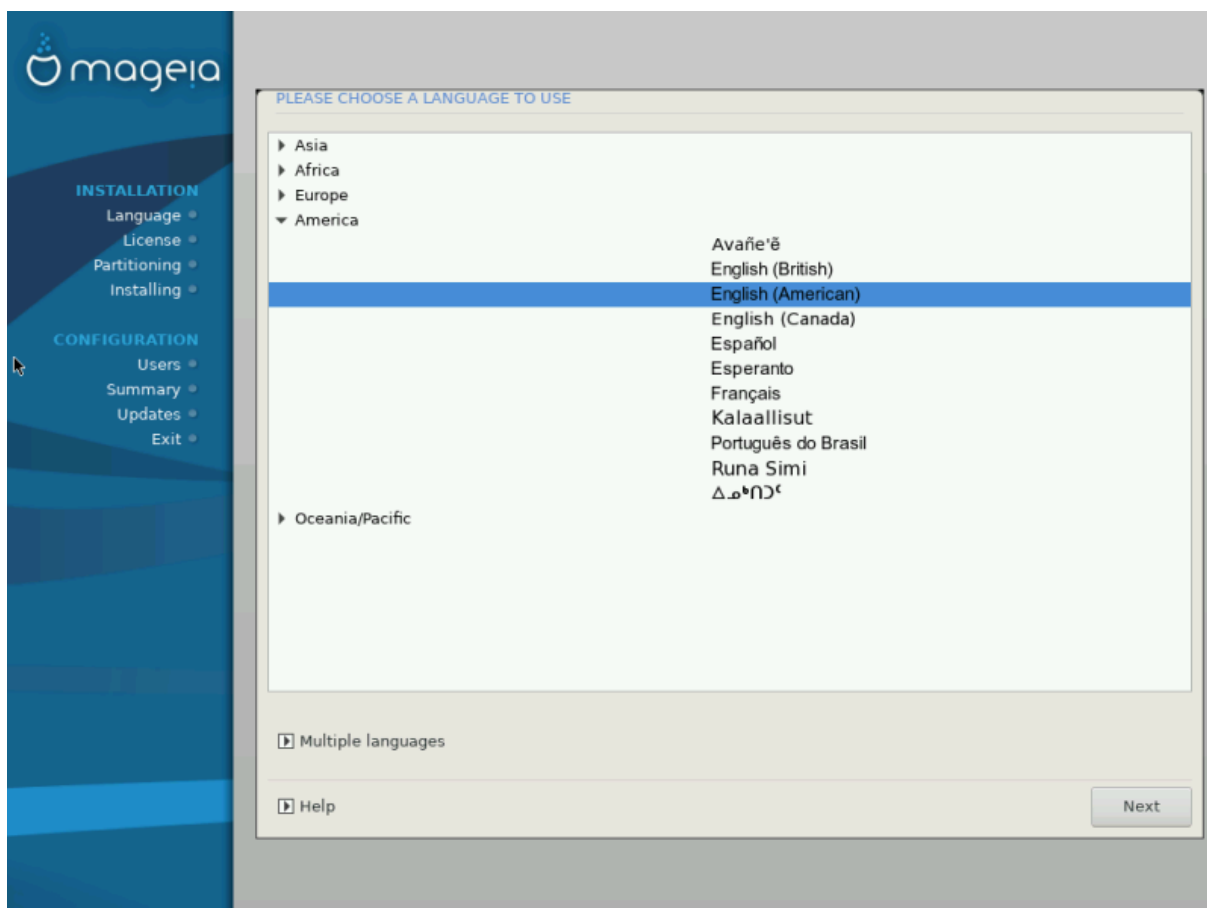 mageia
INSTALLATION
Language
License
Partitioning
Installing
CONFIGURATION
Users
Summary
Updates
Exit
PLEASE CHOOSE A LANGUAGE TO USE
Asia
Africa
Europe
America
Avañe'ẽ
English (British)
English (American)
English (Canada)
Español
Esperanto
Français
Kalaallisut
Português do Brasil
Runa Simi
ᐃᓄᒃᑎᑐᑦ
Oceania/Pacific
Multiple languages
Help
Next